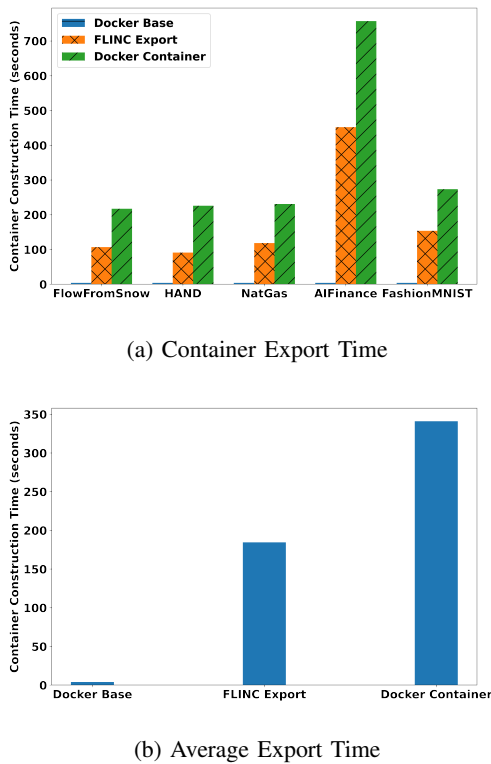 Docker Base
FLINC Export
Docker Container
Container Construction Time (seconds)
700
600
500
400
300
200
100
0
FlowFromSnow HAND NatGas AIFinance FashionMNIST
(a) Container Export Time
Container Construction Time (seconds)
350
300
250
200
150
100
50
0
Docker Base FLINC Export Docker Container
(b) Average Export Time